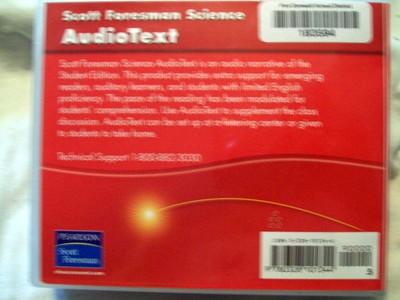 Scott Foresman Science
AudioText
Scott Foresman Science AudioText is an audio narrative of the
Student Edition. This product provides extra support for emerging
readers, auditory learners, and students with limited English
proficiency. The pace of the reading has been modulated for
students' comprehension. Use AudioText to supplement the class
discussion. AudioText can be set up at a listening center or given
to students to take home.
Technical Support 1-800-882-3030
Scott
Foresman
90000